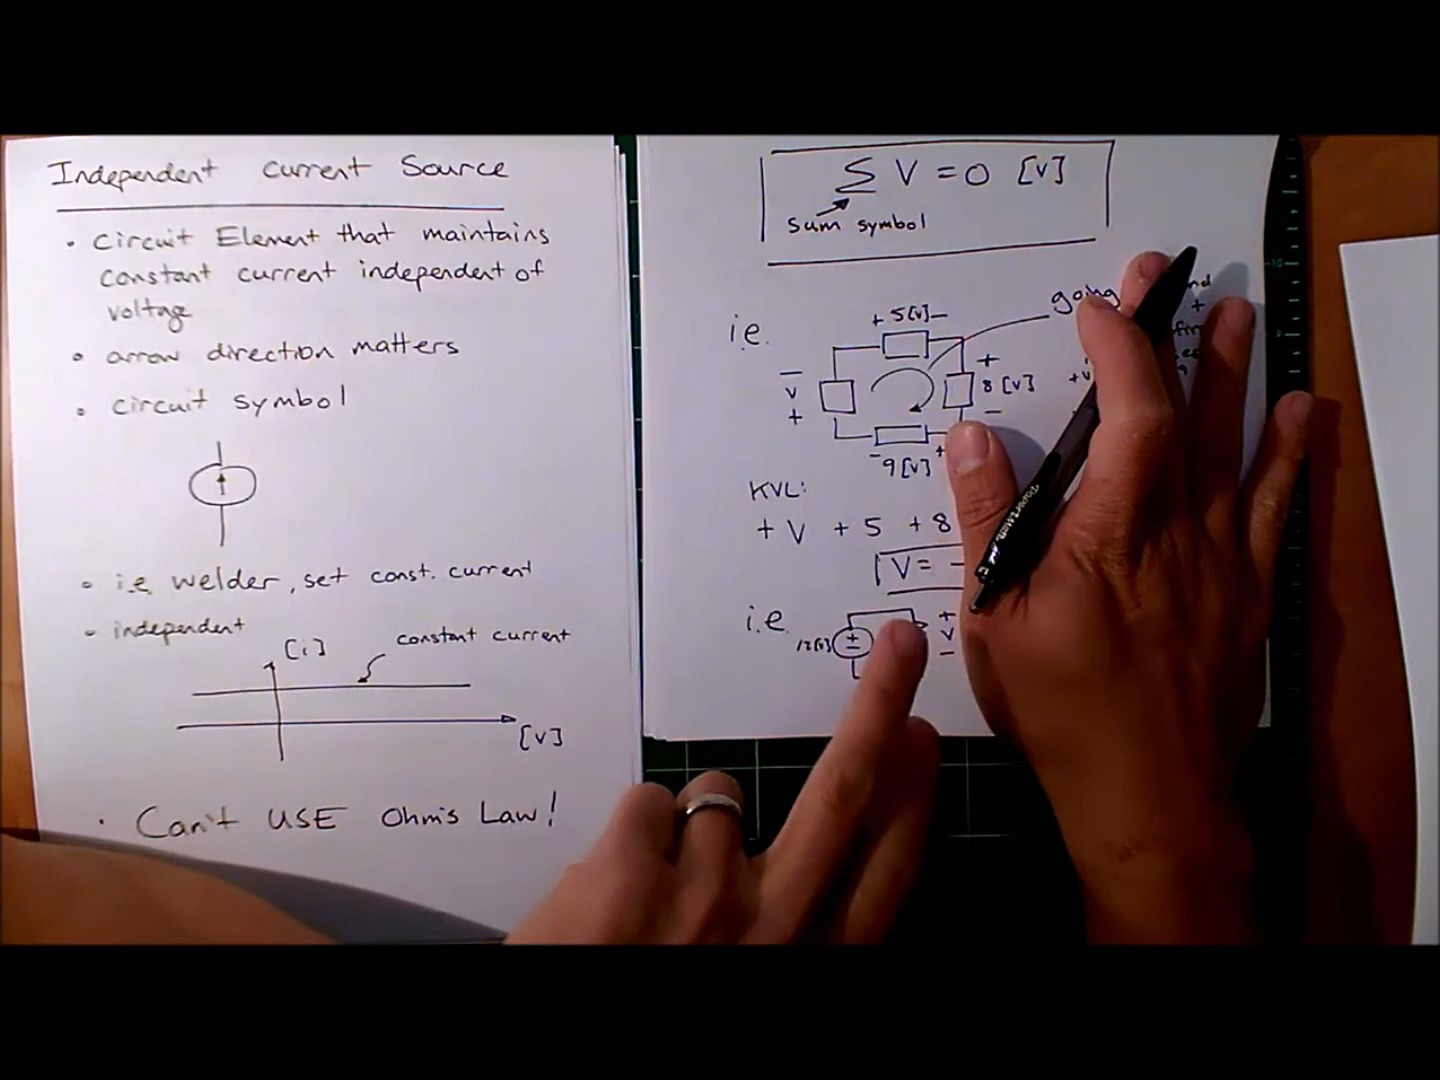 Independent Current Source
• Circuit Element that maintains
constant current independent of
voltage
• arrow direction matters
• circuit symbol
• i.e. welder, set const. current
• independent
[i]
constant current
[V]
• Can't USE Ohm's Law!
Σ V = 0 [V]
Sum symbol
i.e.
+ 5[V] -
going
+
8 [V]
-
-
V
+
- 9[V] +
KVL:
+ V + 5 + 8
V = -
i.e.
12[V]
+
-
+
V
-